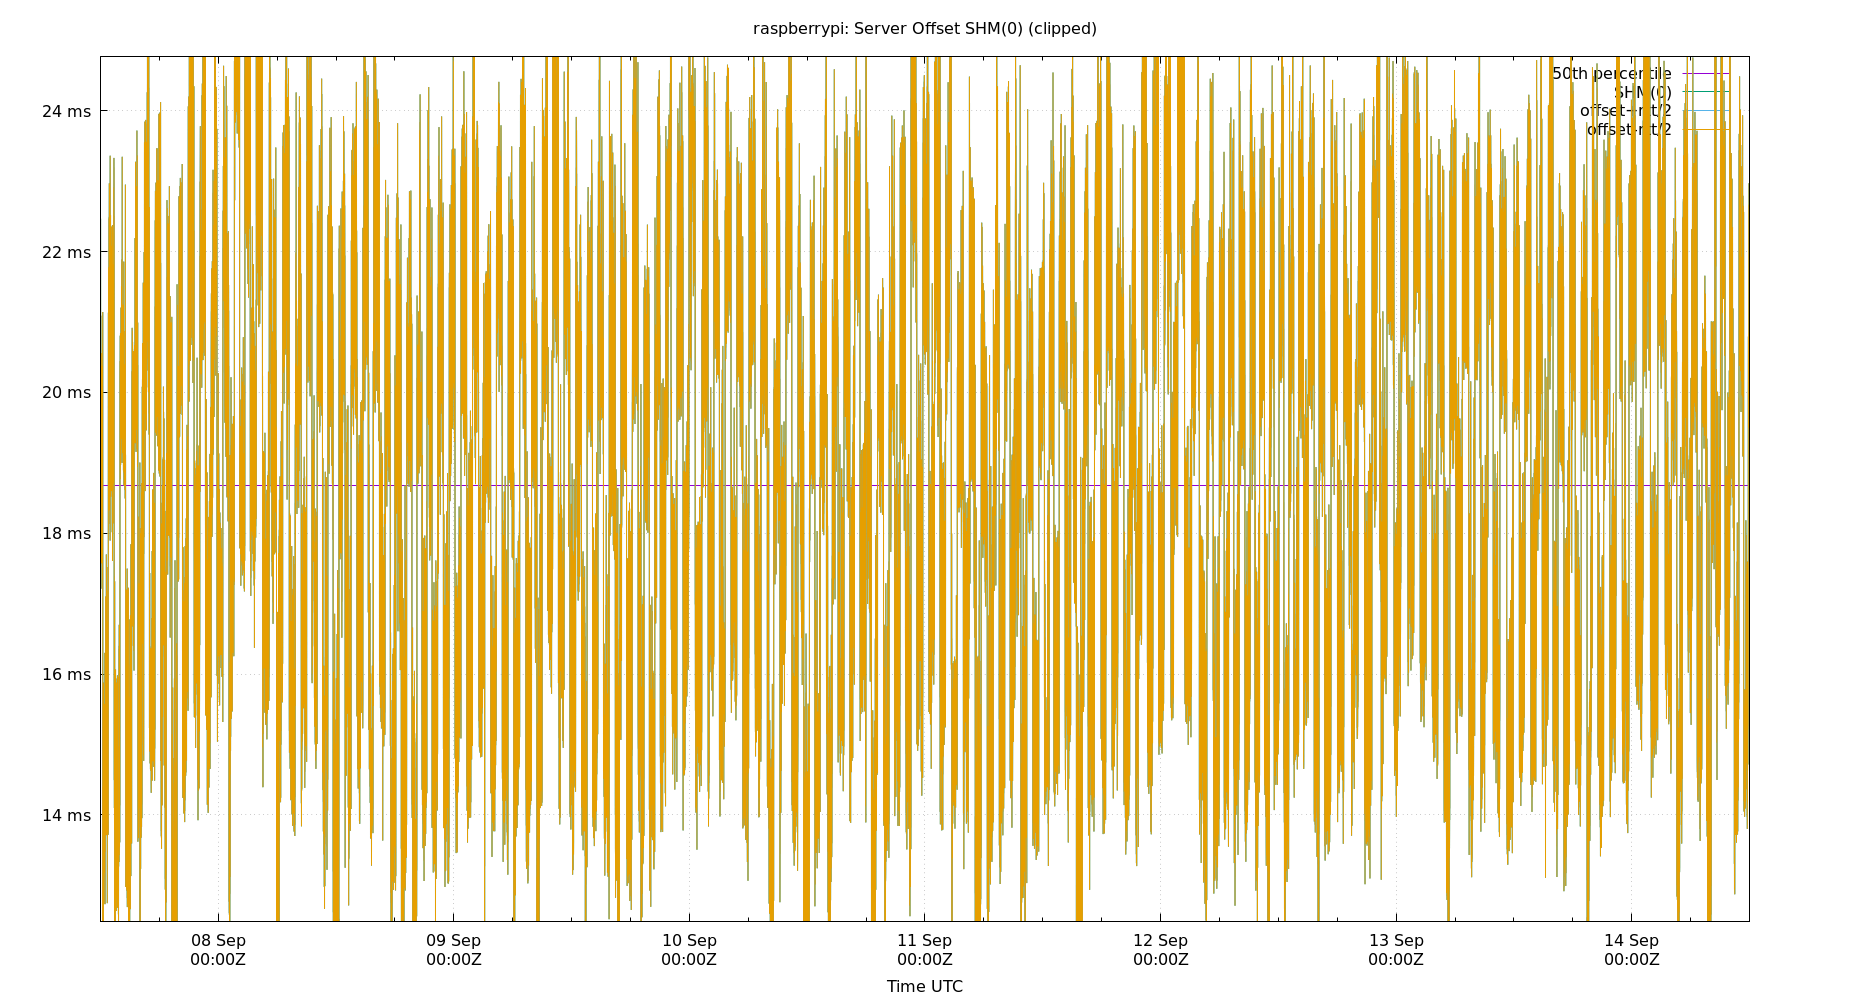 raspberrypi: Server Offset SHM(0) (clipped)
50th percentile
SHM(0)
offset+rtt/2
offset-rtt/2
24 ms
22 ms
20 ms
18 ms
16 ms
14 ms
08 Sep
00:00Z
09 Sep
00:00Z
10 Sep
00:00Z
11 Sep
00:00Z
12 Sep
00:00Z
13 Sep
00:00Z
14 Sep
00:00Z
Time UTC